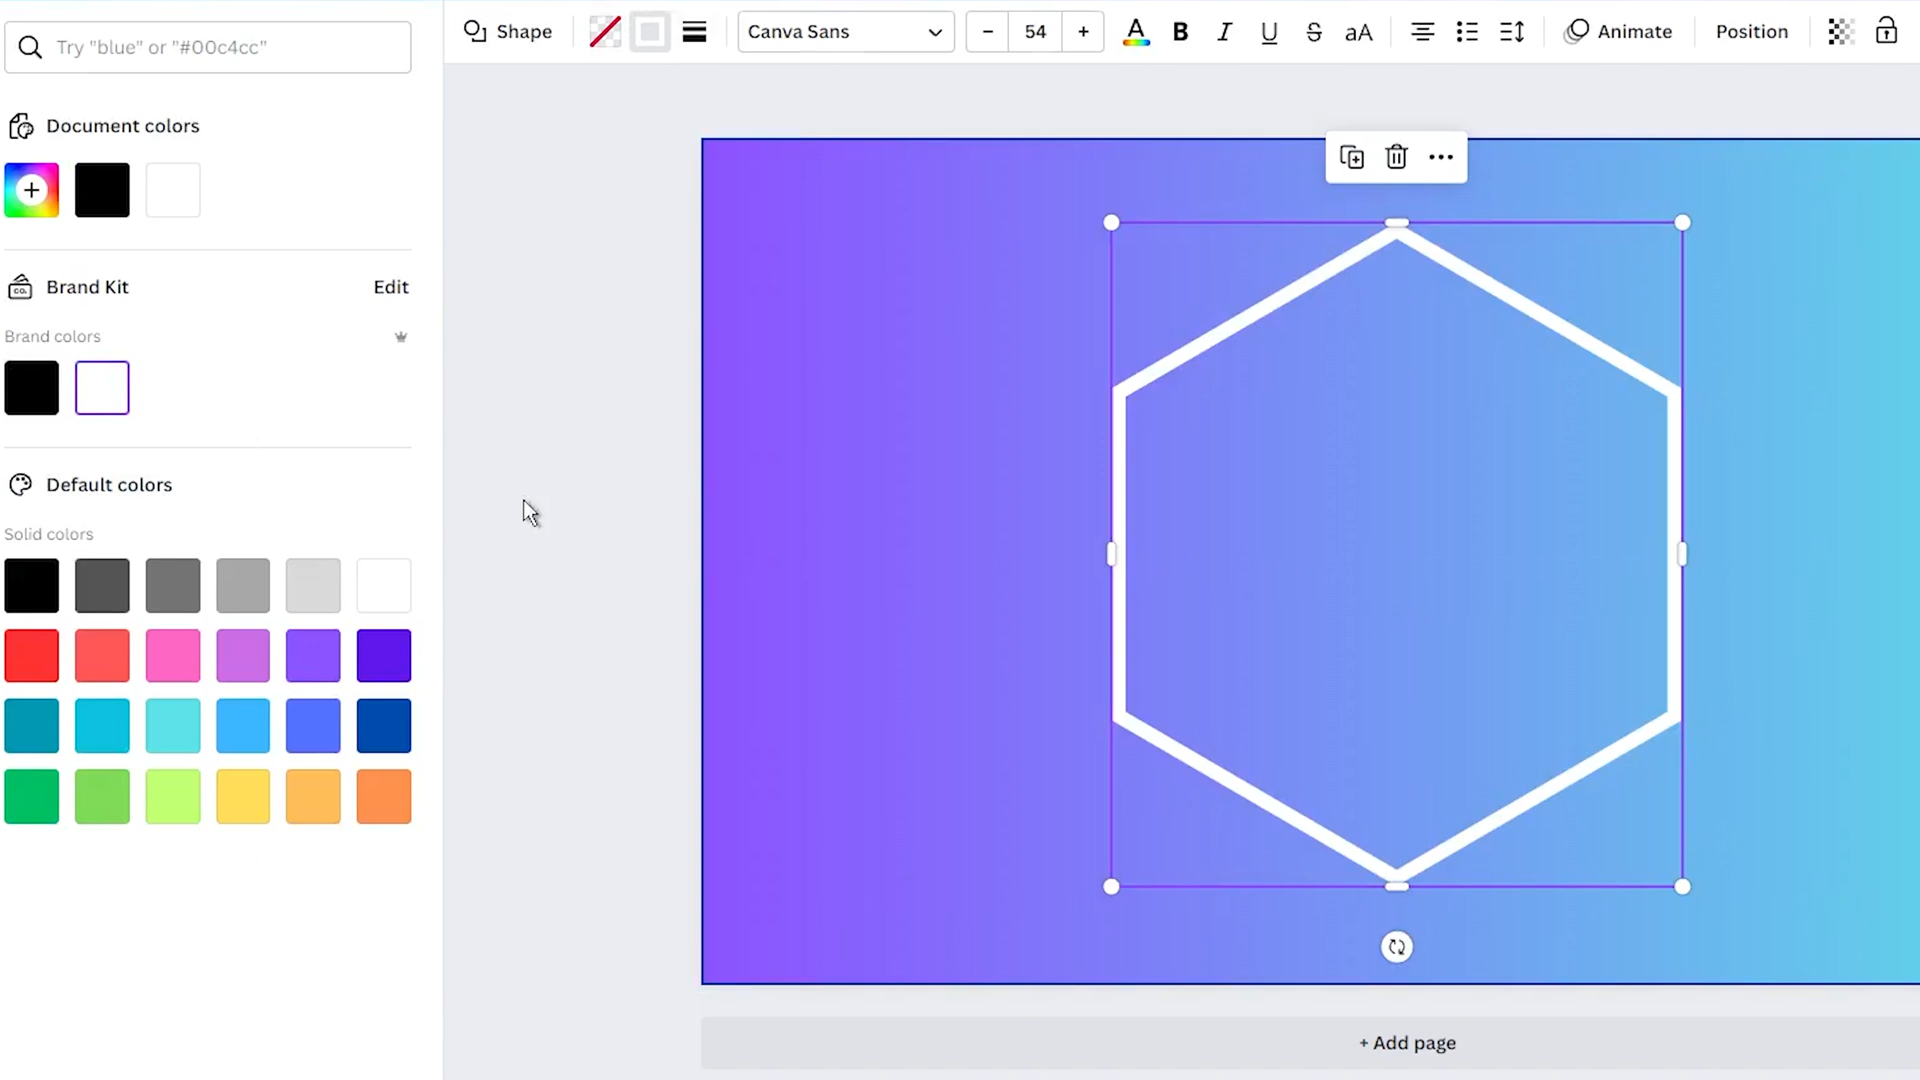 Try "blue" or "#00c4cc"
Shape
Canva Sans
− 54 +
A B I U S aA
Animate
Position
Document colors
Brand Kit
Edit
Brand colors
Default colors
Solid colors
+ Add page